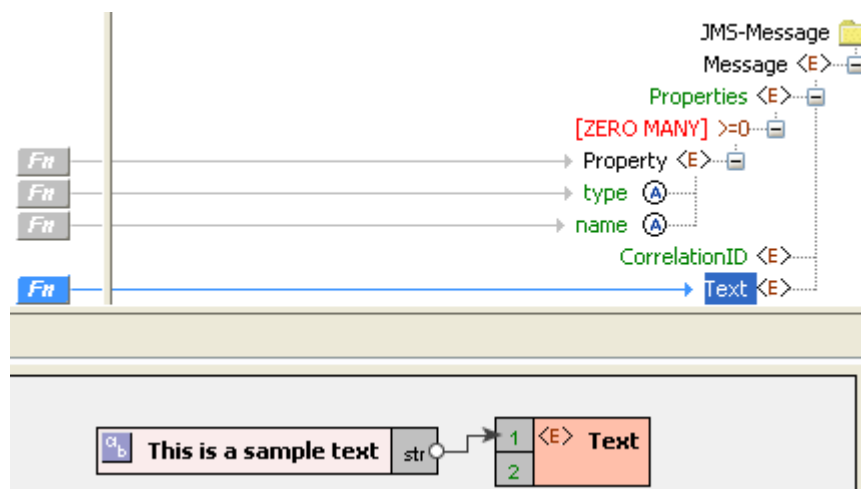 JMS-Message
Message <E>
Properties <E>
[ZERO MANY] >=0
Fn Property <E>
Fn type A
Fn name A
CorrelationID <E>
Fn Text <E>
ab This is a sample text str 1 <E> Text
2